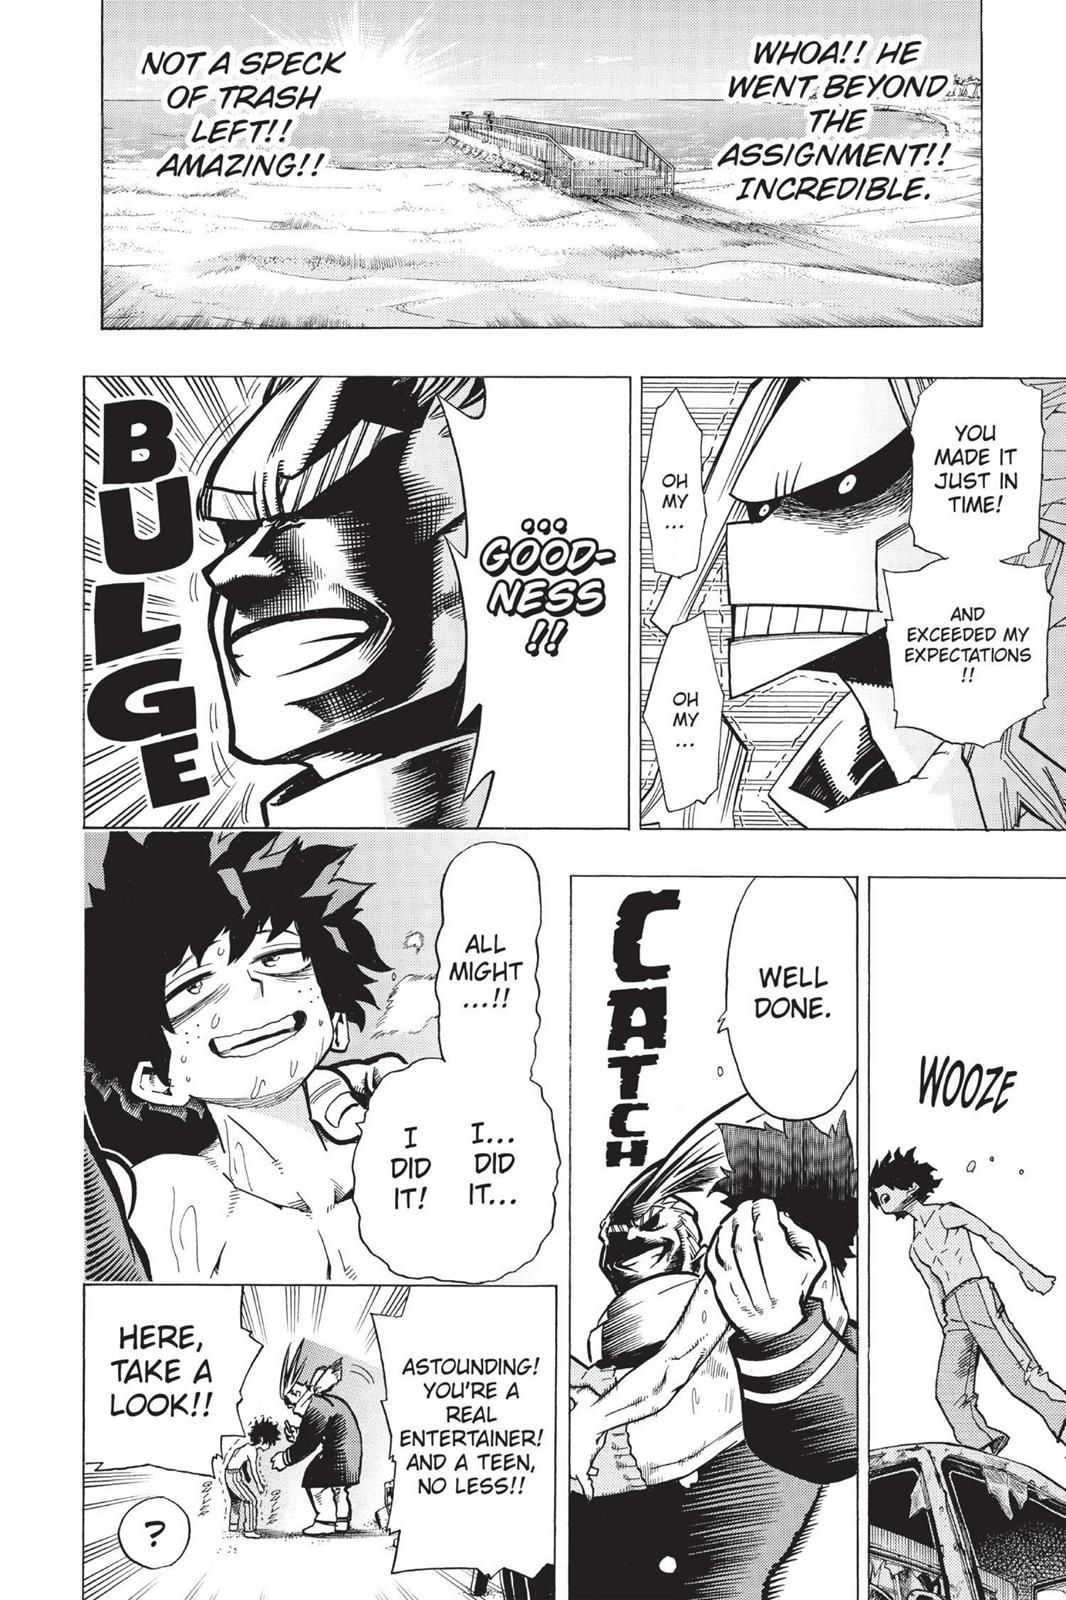 WHOA!! HE
WENT BEYOND
THE
ASSIGNMENT!!
INCREDIBLE.
NOT A SPECK
OF TRASH
LEFT!!
AMAZING!!
YOU
MADE IT
JUST IN
TIME!
AND
EXCEEDED MY
EXPECTATIONS
!!
OH
MY
...
OH
MY
...
...
GOOD-
NESS
!!
BULGE
WOOZE
WELL
DONE.
CATCH
ALL
MIGHT
...!!
I...
DID
IT...
I
DID
IT!
ASTOUNDING!
YOU'RE A
REAL
ENTERTAINER!
AND A TEEN,
NO LESS!!
HERE,
TAKE A
LOOK!!
?